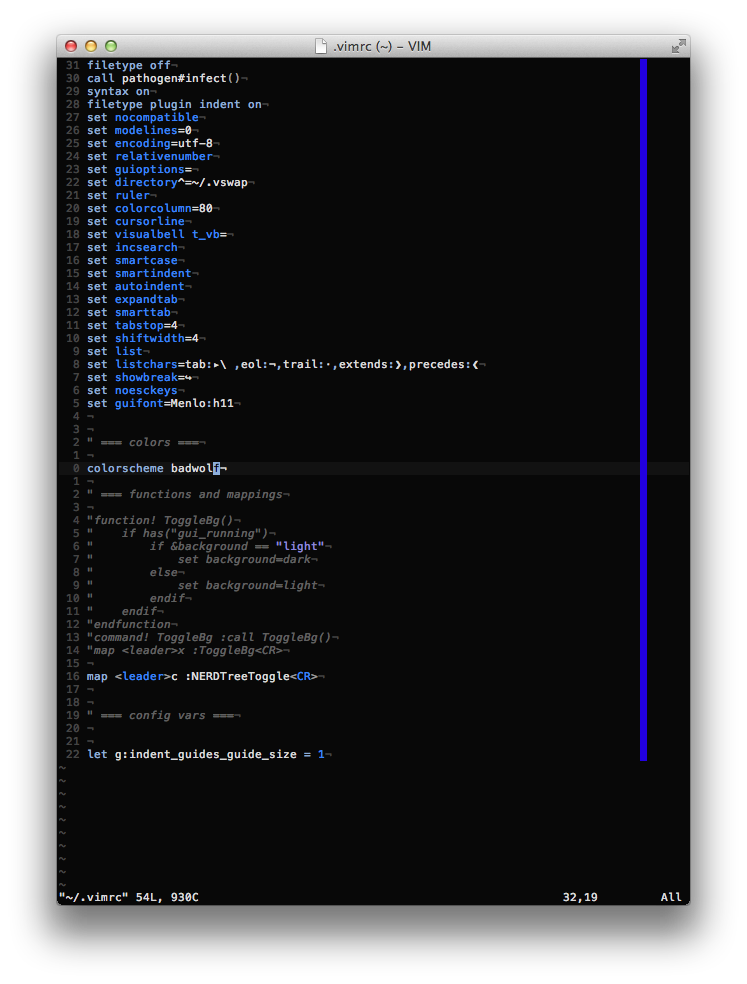 .vimrc (~) – VIM
31 filetype off¬
30 call pathogen#infect()¬
29 syntax on¬
28 filetype plugin indent on¬
27 set nocompatible¬
26 set modelines=0¬
25 set encoding=utf-8¬
24 set relativenumber¬
23 set guioptions=¬
22 set directory^=~/.vswap¬
21 set ruler¬
20 set colorcolumn=80¬
19 set cursorline¬
18 set visualbell t_vb=¬
17 set incsearch¬
16 set smartcase¬
15 set smartindent¬
14 set autoindent¬
13 set expandtab¬
12 set smarttab¬
11 set tabstop=4¬
10 set shiftwidth=4¬
9 set list¬
8 set listchars=tab:▸\ ,eol:¬,trail:·,extends:❯,precedes:❮¬
7 set showbreak=↪¬
6 set noesckeys¬
5 set guifont=Menlo:h11¬
4 ¬
3 ¬
2 " === colors ===¬
1 ¬
0 colorscheme badwolf¬
1 ¬
2 " === functions and mappings¬
3 ¬
4 "function! ToggleBg()¬
5 "    if has("gui_running")¬
6 "        if &background == "light"¬
7 "            set background=dark¬
8 "        else¬
9 "            set background=light¬
10 "        endif¬
11 "    endif¬
12 "endfunction¬
13 "command! ToggleBg :call ToggleBg()¬
14 "map <leader>x :ToggleBg<CR>¬
15 ¬
16 map <leader>c :NERDTreeToggle<CR>¬
17 ¬
18 ¬
19 " === config vars ===¬
20 ¬
21 ¬
22 let g:indent_guides_guide_size = 1¬
~
~
~
~
~
~
~
~
~
~
"~/.vimrc" 54L, 930C 32,19 All